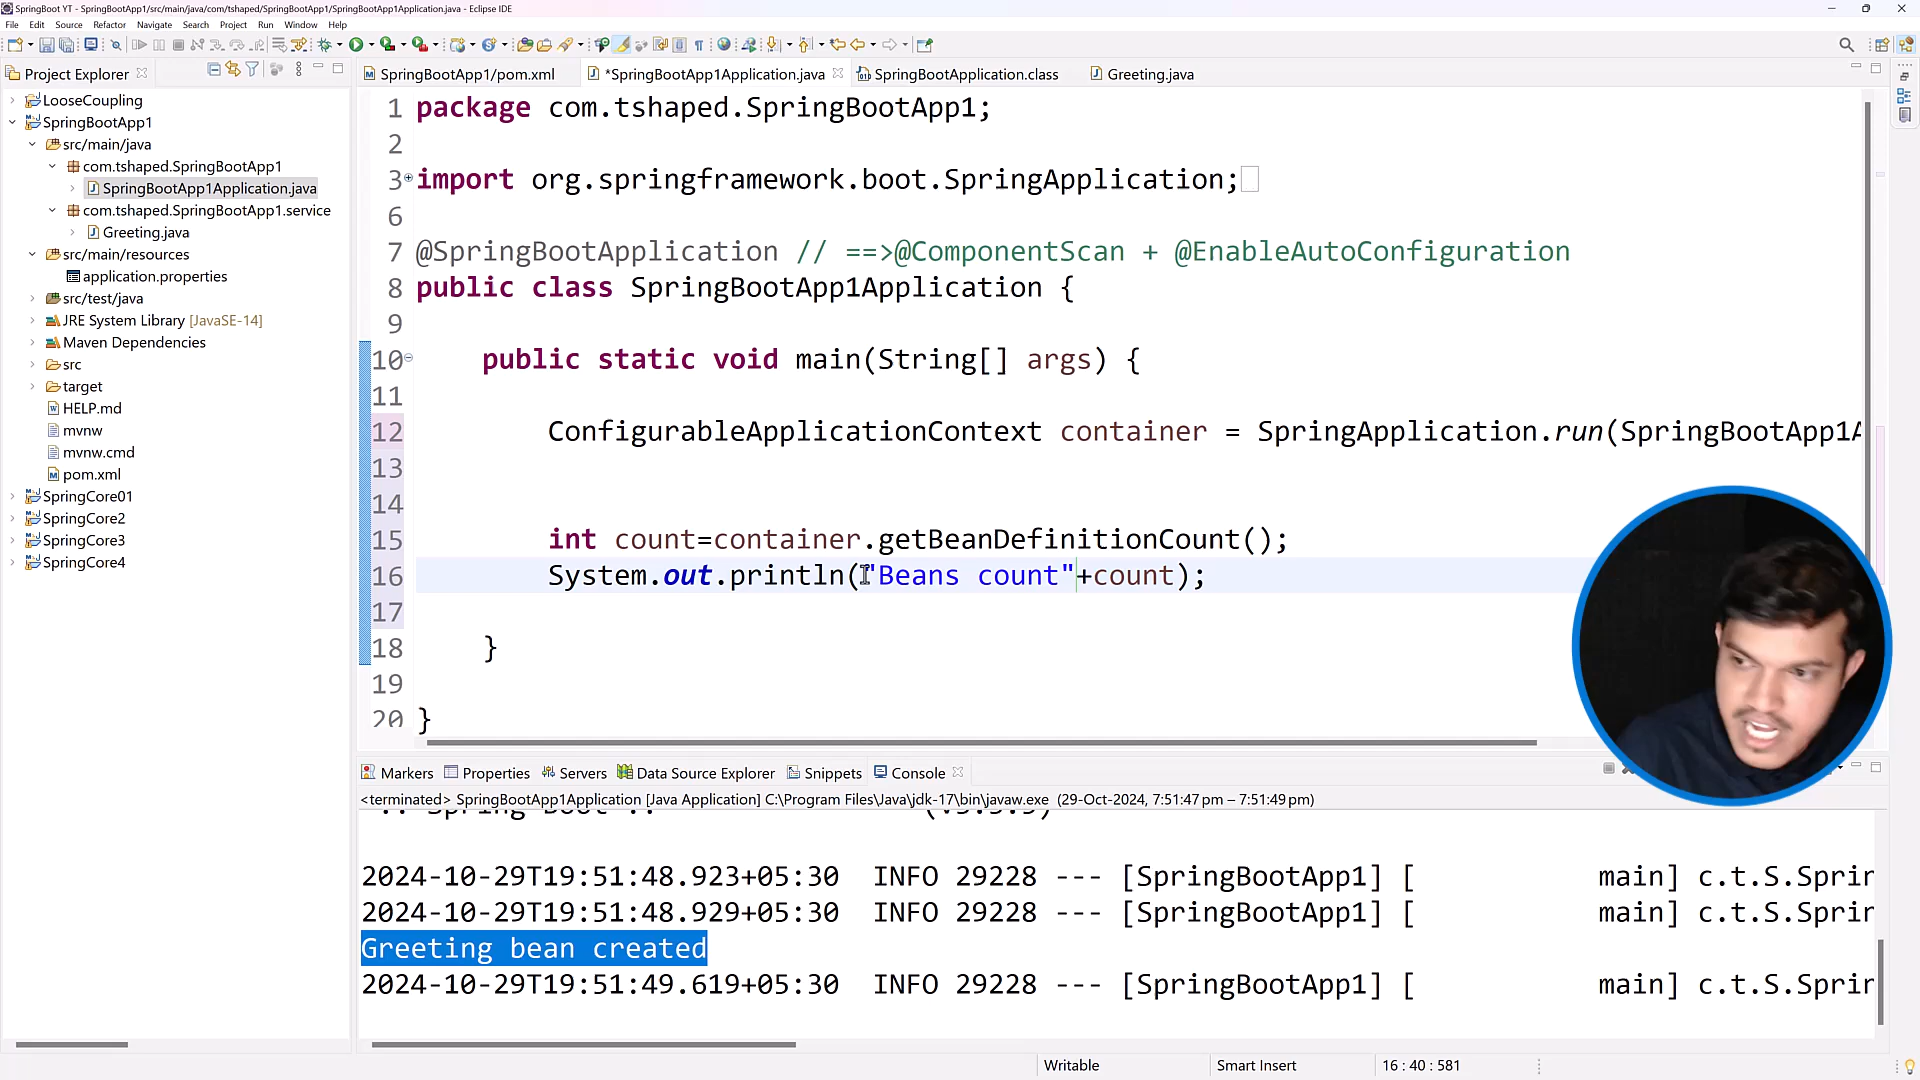 SpringBoot YT - SpringBootApp1/src/main/java/com/tshaped/SpringBootApp1/SpringBootApp1Application.java - Eclipse IDE
File Edit Source Refactor Navigate Search Project Run Window Help
Project Explorer
SpringBootApp1/pom.xml
*SpringBootApp1Application.java
SpringBootApplication.class
Greeting.java
LooseCoupling
SpringBootApp1
src/main/java
com.tshaped.SpringBootApp1
SpringBootApp1Application.java
com.tshaped.SpringBootApp1.service
Greeting.java
src/main/resources
application.properties
src/test/java
JRE System Library [JavaSE-14]
Maven Dependencies
src
target
HELP.md
mvnw
mvnw.cmd
pom.xml
SpringCore01
SpringCore2
SpringCore3
SpringCore4
1 package com.tshaped.SpringBootApp1;
2
3 import org.springframework.boot.SpringApplication;
6
7 @SpringBootApplication // ==>@ComponentScan + @EnableAutoConfiguration
8 public class SpringBootApp1Application {
9
10 public static void main(String[] args) {
11
12 ConfigurableApplicationContext container = SpringApplication.run(SpringBootApp1A
13
14
15 int count=container.getBeanDefinitionCount();
16 System.out.println("Beans count"+count);
17
18 }
19
20 }
Markers Properties Servers Data Source Explorer Snippets Console
<terminated> SpringBootApp1Application [Java Application] C:\Program Files\Java\jdk-17\bin\javaw.exe (29-Oct-2024, 7:51:47 pm – 7:51:49 pm)
:: Spring Boot ::
2024-10-29T19:51:48.923+05:30 INFO 29228 --- [SpringBootApp1] [ main] c.t.S.Sprin
2024-10-29T19:51:48.929+05:30 INFO 29228 --- [SpringBootApp1] [ main] c.t.S.Sprin
Greeting bean created
2024-10-29T19:51:49.619+05:30 INFO 29228 --- [SpringBootApp1] [ main] c.t.S.Sprin
Writable Smart Insert 16 : 40 : 581